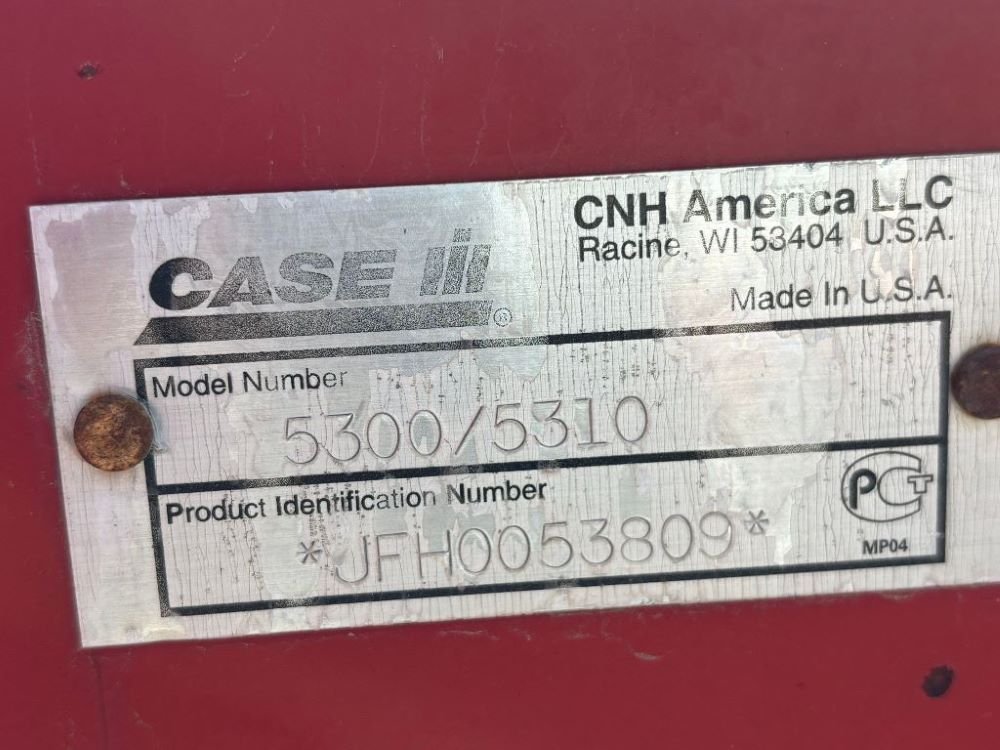 CASE III
®
CNH America LLC
Racine, WI 53404 U.S.A.
Made In U.S.A.
Model Number
5300/5310
Product Identification Number
*JFH0053809*
PCT
MP04